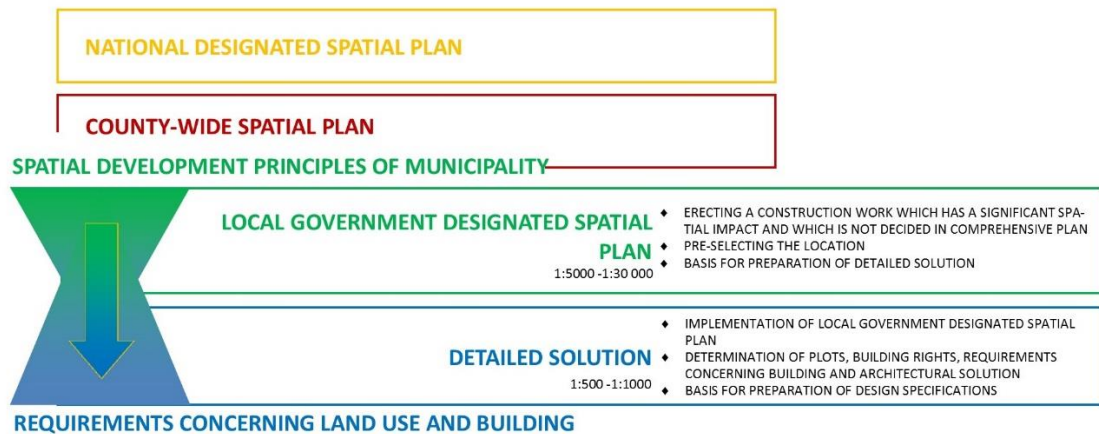 NATIONAL DESIGNATED SPATIAL PLAN
COUNTY-WIDE SPATIAL PLAN
SPATIAL DEVELOPMENT PRINCIPLES OF MUNICIPALITY
LOCAL GOVERNMENT DESIGNATED SPATIAL
PLAN
1:5000 -1:30 000
♦ ERECTING A CONSTRUCTION WORK WHICH HAS A SIGNIFICANT SPA-
TIAL IMPACT AND WHICH IS NOT DECIDED IN COMPREHENSIVE PLAN
♦ PRE-SELECTING THE LOCATION
♦ BASIS FOR PREPARATION OF DETAILED SOLUTION
DETAILED SOLUTION
1:500 -1:1000
♦ IMPLEMENTATION OF LOCAL GOVERNMENT DESIGNATED SPATIAL
PLAN
♦ DETERMINATION OF PLOTS, BUILDING RIGHTS, REQUIREMENTS
CONCERNING BUILDING AND ARCHITECTURAL SOLUTION
♦ BASIS FOR PREPARATION OF DESIGN SPECIFICATIONS
REQUIREMENTS CONCERNING LAND USE AND BUILDING